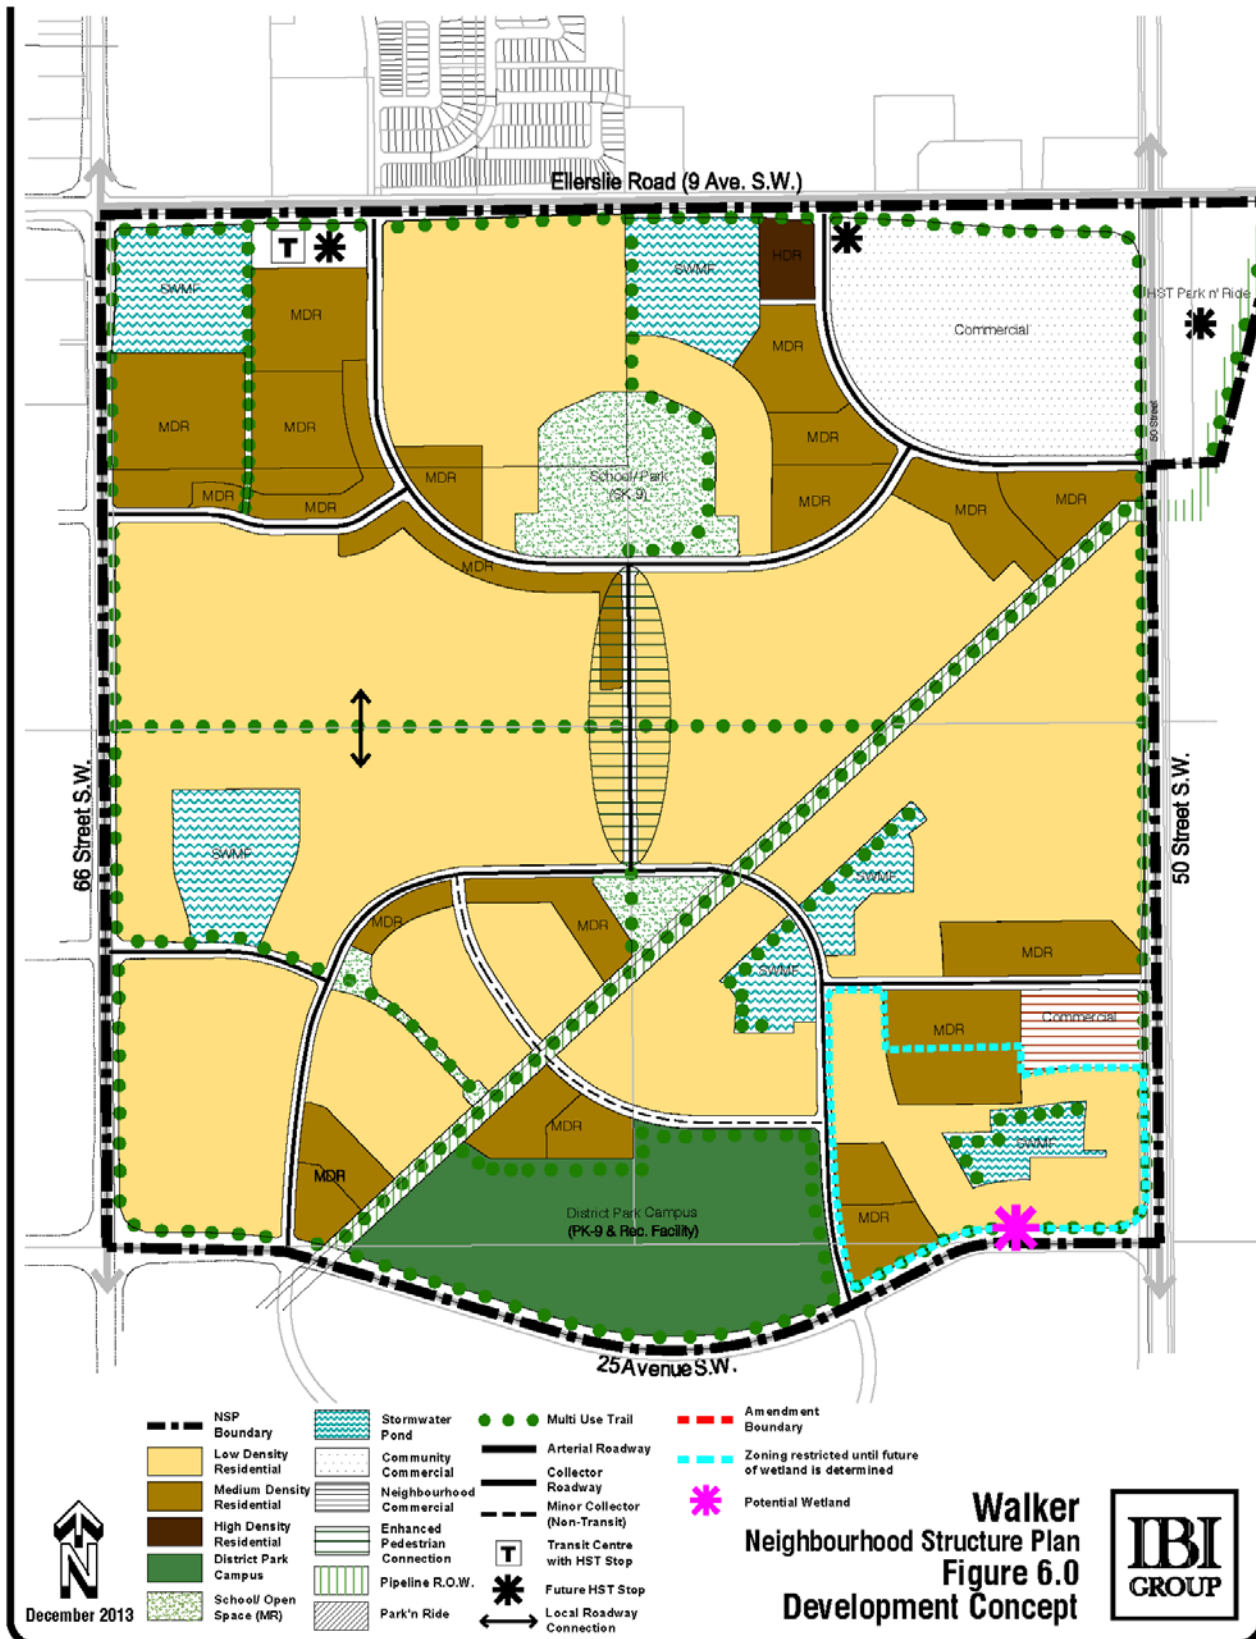 Ellerslie Road (9 Ave. S.W.)
T
SWMF
SWMF
HDR
HST Park n' Ride
MDR
Commercial
MDR
50 Street
MDR
MDR
MDR
MDR
School/ Park
(SK-9)
MDR
MDR
MDR
MDR
MDR
MDR
MDR
66 Street S.W.
50 Street S.W.
SWMF
SWMF
MDR
MDR
MDR
SWMF
Commercial
MDR
MDR
SWMF
MDR
District Park Campus
(PK-9 & Rec. Facility)
MDR
25 Avenue S.W.
NSP
Boundary
Low Density
Residential
Medium Density
Residential
High Density
Residential
District Park
Campus
School/ Open
Space (MR)
Stormwater
Pond
Community
Commercial
Neighbourhood
Commercial
Enhanced
Pedestrian
Connection
Pipeline R.O.W.
Park'n Ride
Multi Use Trail
Arterial Roadway
Collector
Roadway
Minor Collector
(Non-Transit)
T
Transit Centre
with HST Stop
Future HST Stop
Local Roadway
Connection
Amendment
Boundary
Zoning restricted until future
of wetland is determined
Potential Wetland
N
December 2013
Walker
Neighbourhood Structure Plan
Figure 6.0
Development Concept
IBI
GROUP